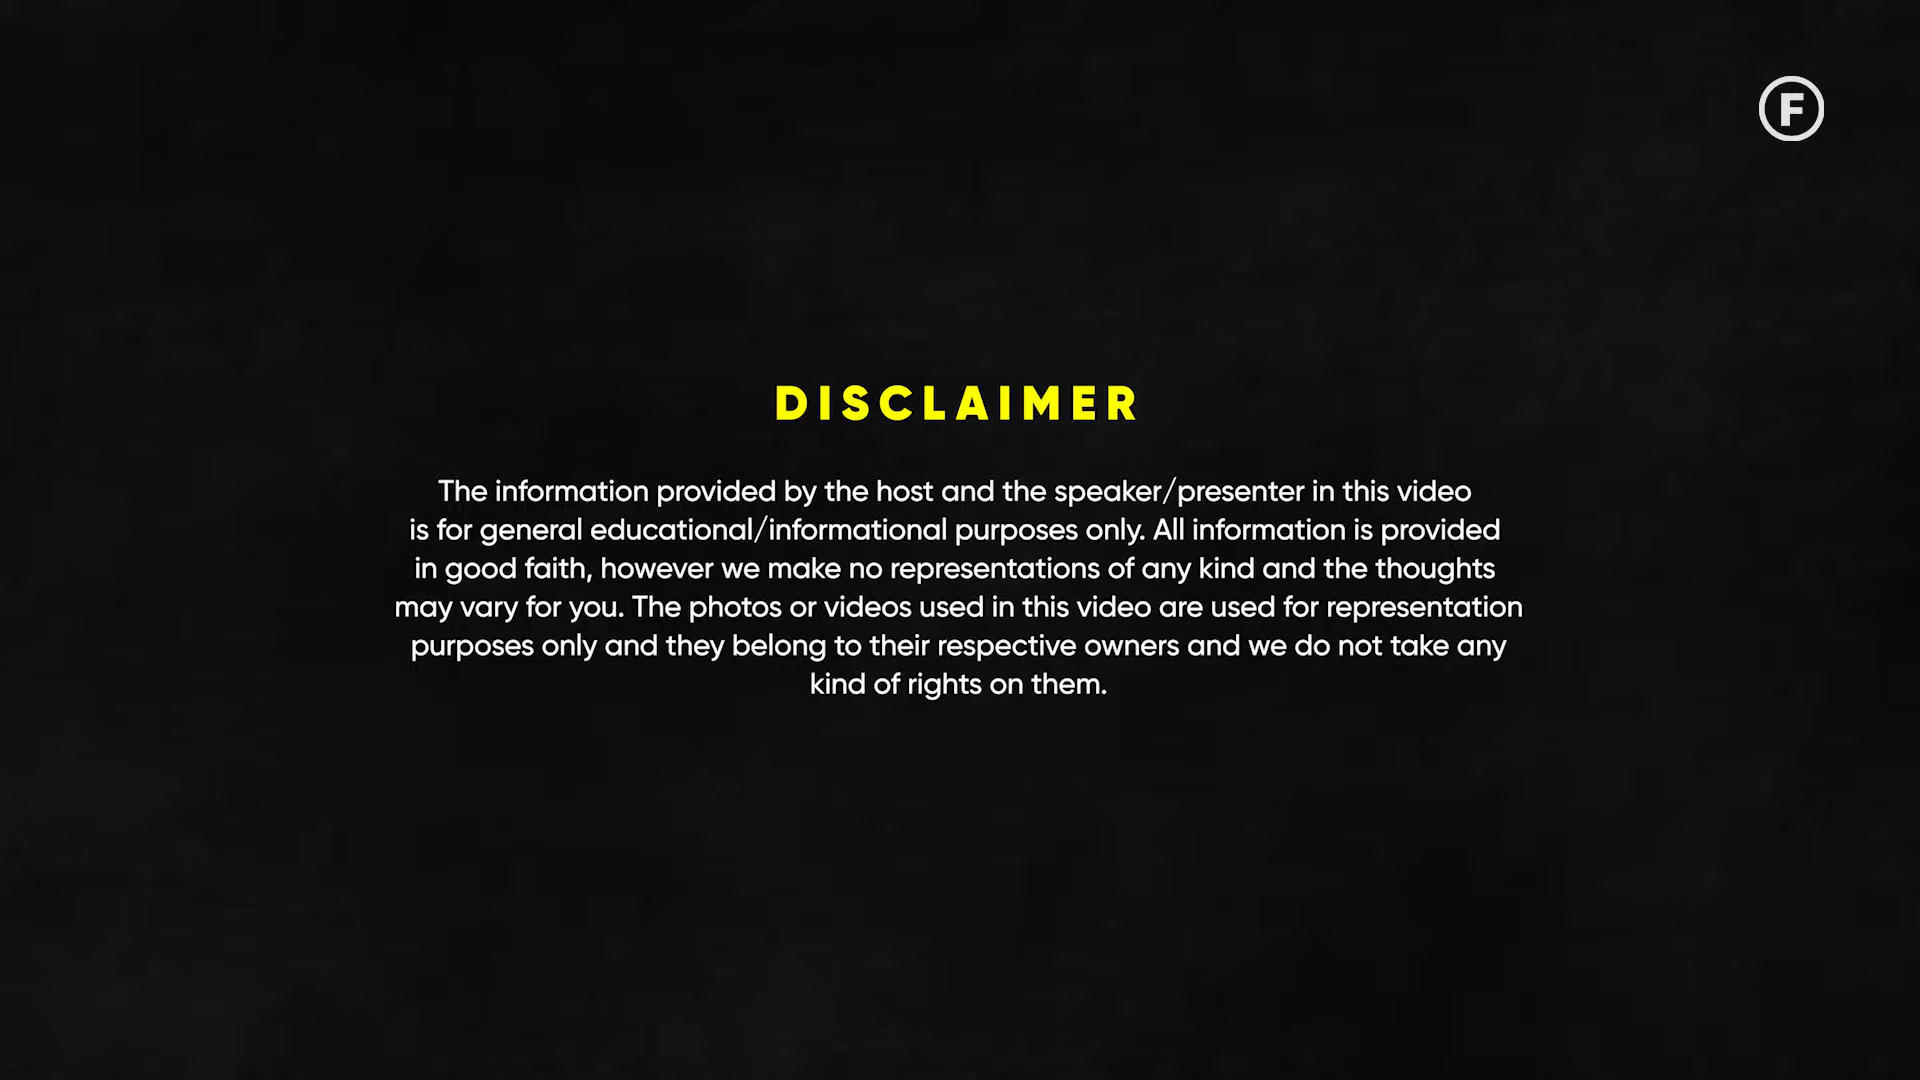 F
DISCLAIMER
The information provided by the host and the speaker/presenter in this video
is for general educational/informational purposes only. All information is provided
in good faith, however we make no representations of any kind and the thoughts
may vary for you. The photos or videos used in this video are used for representation
purposes only and they belong to their respective owners and we do not take any
kind of rights on them.